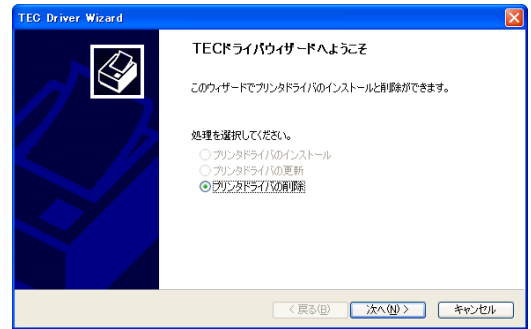 TEC Driver Wizard
TECドライバウィザードへようこそ
このウィザードでプリンタドライバのインストールと削除ができます。
処理を選択してください。
プリンタドライバのインストール
プリンタドライバの更新
プリンタドライバの削除
< 戻る(B) 次へ(N) > キャンセル